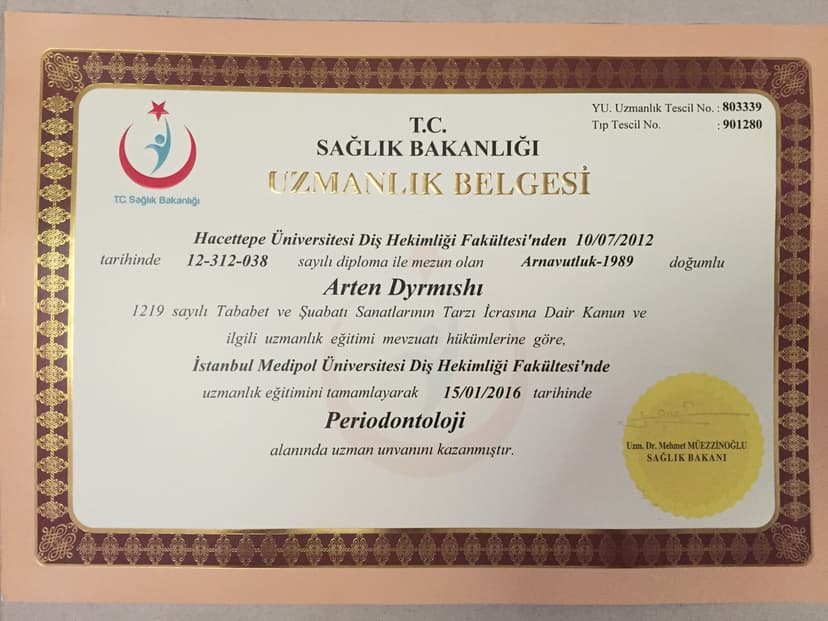 YU. Uzmanlık Tescil No. : 803339
Tıp Tescil No. : 901280
T.C.
SAĞLIK BAKANLIĞI
UZMANLIK BELGESİ
T.C. Sağlık Bakanlığı
Hacettepe Üniversitesi Diş Hekimliği Fakültesi'nden 10/07/2012
tarihinde 12-312-038 sayılı diploma ile mezun olan Arnavutluk-1989 doğumlu
Arten Dyrmıshı
1219 sayılı Tababet ve Şuabatı Sanatlarının Tarzı İcrasına Dair Kanun ve
ilgili uzmanlık eğitimi mevzuatı hükümlerine göre,
İstanbul Medipol Üniversitesi Diş Hekimliği Fakültesi'nde
uzmanlık eğitimini tamamlayarak 15/01/2016 tarihinde
Periodontoloji
alanında uzman unvanını kazanmıştır.
Uzm. Dr. Mehmet MÜEZZİNOĞLU
SAĞLIK BAKANI